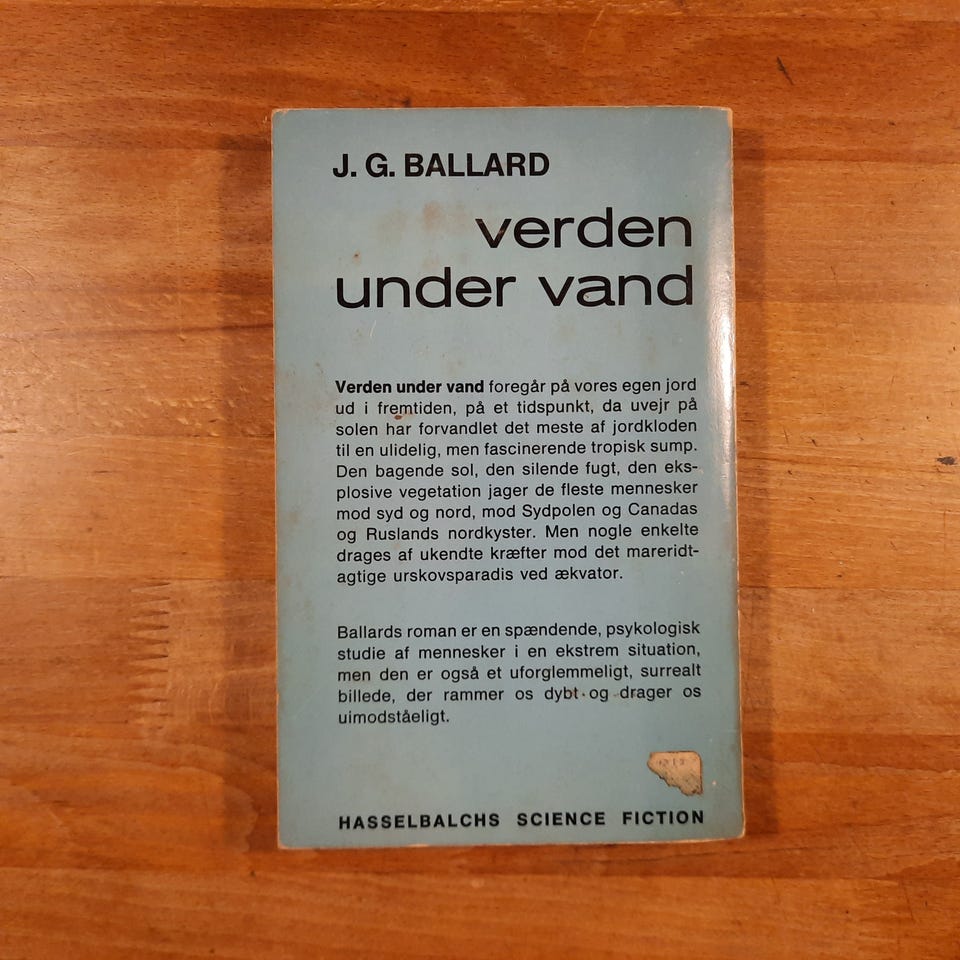 J. G. BALLARD
verden
under vand
Verden under vand foregår på vores egen jord
ud i fremtiden, på et tidspunkt, da uvejr på
solen har forvandlet det meste af jordkloden
til en ulidelig, men fascinerende tropisk sump.
Den bagende sol, den silende fugt, den eks-
plosive vegetation jager de fleste mennesker
mod syd og nord, mod Sydpolen og Canadas
og Ruslands nordkyster. Men nogle enkelte
drages af ukendte kræfter mod det mareridt-
agtige urskovsparadis ved ækvator.
Ballards roman er en spændende, psykologisk
studie af mennesker i en ekstrem situation,
men den er også et uforglemmeligt, surrealt
billede, der rammer os dybt og drager os
uimodståeligt.
HASSELBALCHS SCIENCE FICTION